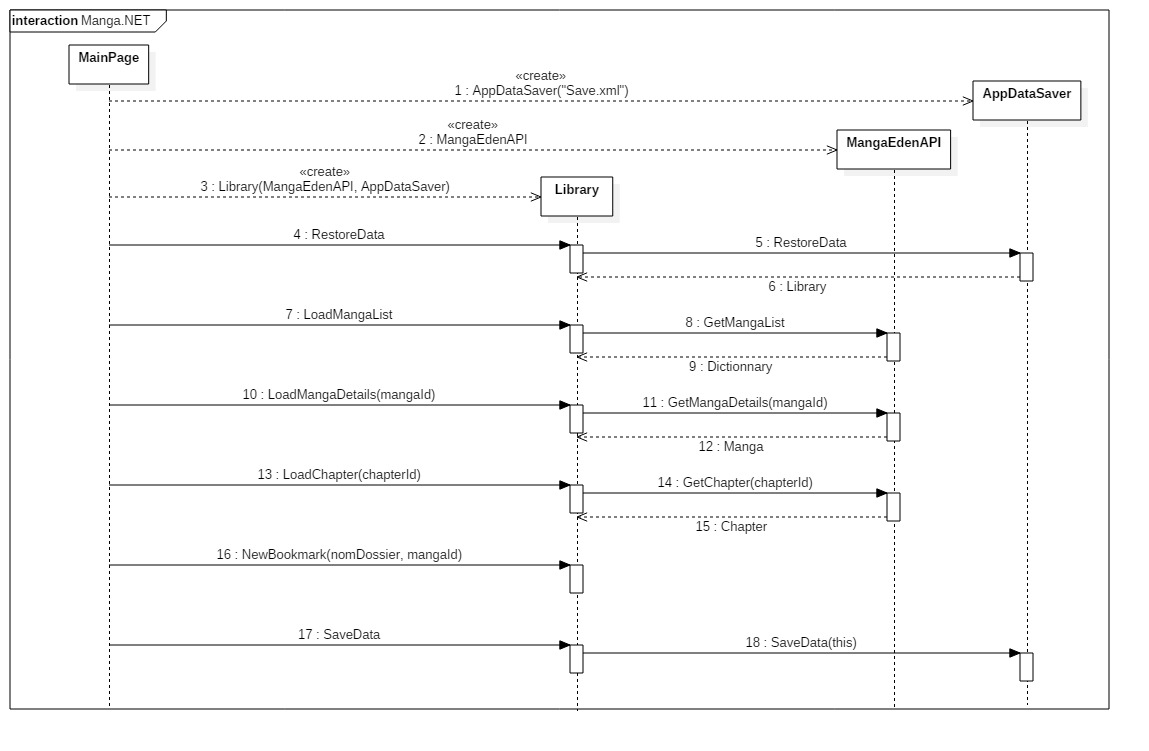 interaction Manga.NET
MainPage
«create»
1 : AppDataSaver("Save.xml")
AppDataSaver
«create»
2 : MangaEdenAPI
MangaEdenAPI
«create»
3 : Library(MangaEdenAPI, AppDataSaver)
Library
4 : RestoreData
5 : RestoreData
6 : Library
7 : LoadMangaList
8 : GetMangaList
9 : Dictionnary
10 : LoadMangaDetails(mangaId)
11 : GetMangaDetails(mangaId)
12 : Manga
13 : LoadChapter(chapterId)
14 : GetChapter(chapterId)
15 : Chapter
16 : NewBookmark(nomDossier, mangaId)
17 : SaveData
18 : SaveData(this)